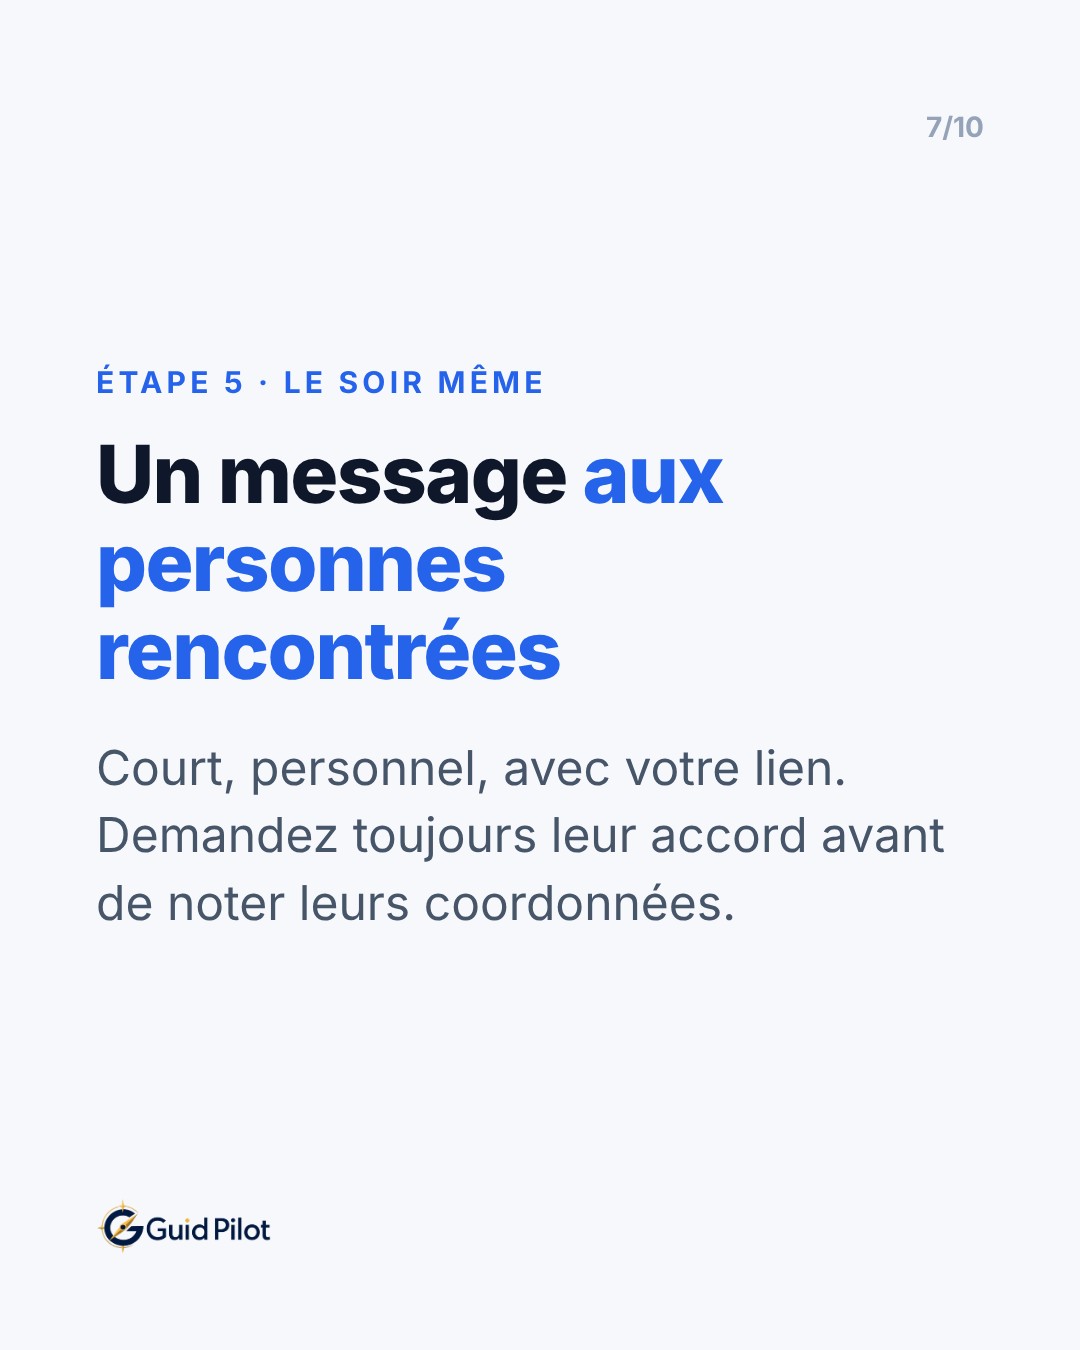 7/10
ÉTAPE 5 · LE SOIR MÊME
Un message aux
personnes
rencontrées
Court, personnel, avec votre lien.
Demandez toujours leur accord avant
de noter leurs coordonnées.
Guid Pilot